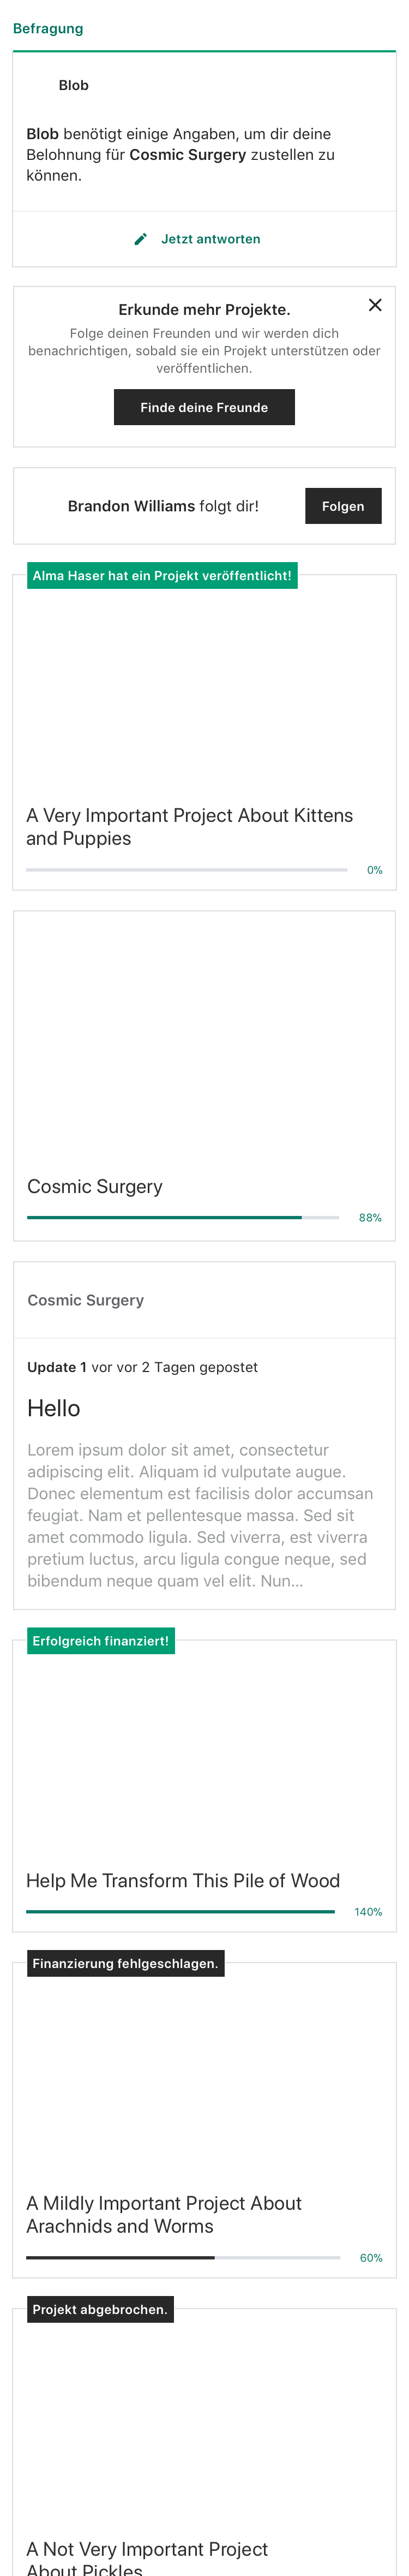 Befragung
Blob
Blob benötigt einige Angaben, um dir deine
Belohnung für Cosmic Surgery zustellen zu
können.
Jetzt antworten
Erkunde mehr Projekte.
Folge deinen Freunden und wir werden dich
benachrichtigen, sobald sie ein Projekt unterstützen oder
veröffentlichen.
Finde deine Freunde
Brandon Williams folgt dir!
Folgen
Alma Haser hat ein Projekt veröffentlicht!
A Very Important Project About Kittens
and Puppies
0%
Cosmic Surgery
88%
Cosmic Surgery
Update 1 vor vor 2 Tagen gepostet
Hello
Lorem ipsum dolor sit amet, consectetur
adipiscing elit. Aliquam id vulputate augue.
Donec elementum est facilisis dolor accumsan
feugiat. Nam et pellentesque massa. Sed sit
amet commodo ligula. Sed viverra, est viverra
pretium luctus, arcu ligula congue neque, sed
bibendum neque quam vel elit. Nun...
Erfolgreich finanziert!
Help Me Transform This Pile of Wood
140%
Finanzierung fehlgeschlagen.
A Mildly Important Project About
Arachnids and Worms
60%
Projekt abgebrochen.
A Not Very Important Project
About Pickles